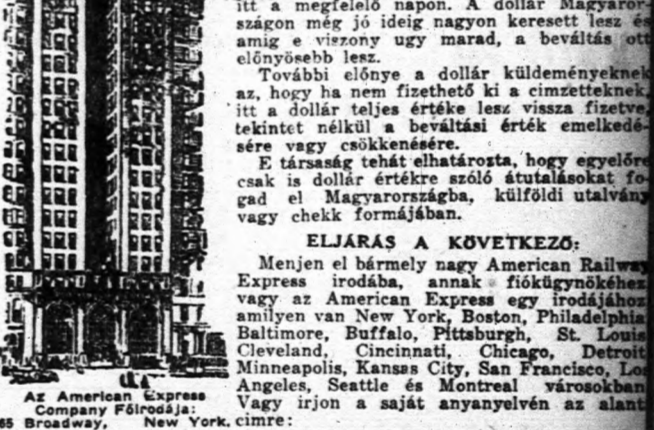 itt a megfelelő napon. A dollár Magyaror-
szágon még jó ideig nagyon keresett lesz és
amig e viszony ugy marad, a beváltás ott
előnyösebb lesz.
További előnye a dollár küldeményeknek
az, hogy ha nem fizethető ki a cimzetteknek,
itt a dollár teljes értéke lesz vissza fizetve,
tekintet nélkül a beváltási érték emelkedé-
sére vagy csökkenésére.
E társaság tehát elhatározta, hogy egyelőre
csak is dollár értékre szóló átutalásokat fo-
gad el Magyarországba, külföldi utalvány
vagy chekk formájában.
ELJÁRÁS A KÖVETKEZŐ:
Menjen el bármely nagy American Railway
Express irodába, annak fiókügynökéhez
vagy az American Express egy irodájához
amilyen van New York, Boston, Philadelphia
Baltimore, Buffalo, Pittsburgh, St. Louis
Cleveland, Cincinnati, Chicago, Detroit
Minneapolis, Kansas City, San Francisco, Los
Angeles, Seattle és Montreal városokban
Vagy irjon a saját anyanyelvén az alant
cimre:
Az American Express
Company Főirodája:
65 Broadway, New York.